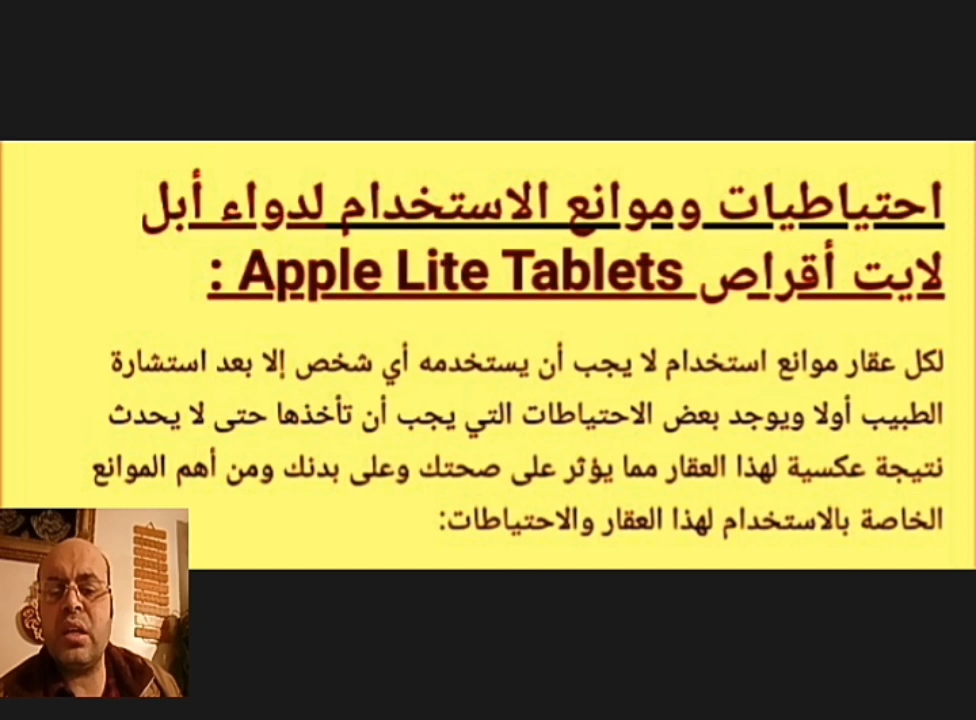 احتياطيات وموانع الاستخدام لدواء أبل
لايت أقراص Apple Lite Tablets :
لكل عقار موانع استخدام لا يجب أن يستخدمه أي شخص إلا بعد استشارة
الطبيب أولا ويوجد بعض الاحتياطات التي يجب أن تأخذها حتى لا يحدث
نتيجة عكسية لهذا العقار مما يؤثر على صحتك وعلى بدنك ومن أهم الموانع
الخاصة بالاستخدام لهذا العقار والاحتياطات: